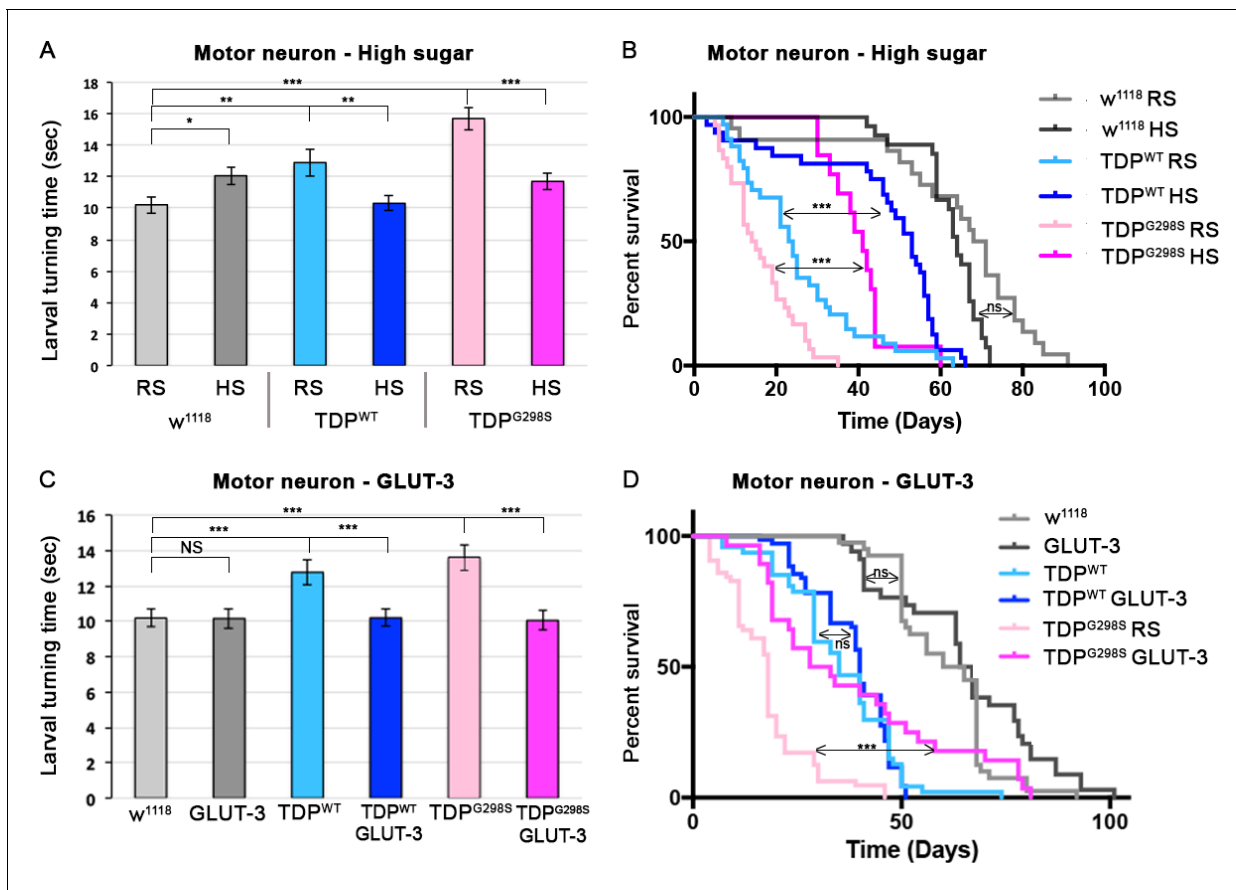 A
Motor neuron - High sugar
Larval turning time (sec)
18
16
14
12
10
8
6
4
2
0
***
***
**
**
*
RS
HS
RS
HS
RS
HS
w¹¹¹⁸
TDPᵂᵀ
TDPᴳ²⁹⁸ˢ
B
Motor neuron - High sugar
Percent survival
100
50
0
***
***
ns
0
20
40
60
80
100
Time (Days)
w¹¹¹⁸ RS
w¹¹¹⁸ HS
TDPᵂᵀ RS
TDPᵂᵀ HS
TDPᴳ²⁹⁸ˢ RS
TDPᴳ²⁹⁸ˢ HS
C
Motor neuron - GLUT-3
Larval turning time (sec)
16
14
12
10
8
6
4
2
0
***
***
***
***
NS
w¹¹¹⁸
GLUT-3
TDPᵂᵀ
TDPᵂᵀ
GLUT-3
TDPᴳ²⁹⁸ˢ
TDPᴳ²⁹⁸ˢ
GLUT-3
D
Motor neuron - GLUT-3
Percent survival
100
50
0
ns
ns
***
0
50
100
Time (Days)
w¹¹¹⁸
GLUT-3
TDPᵂᵀ
TDPᵂᵀ GLUT-3
TDPᴳ²⁹⁸ˢ RS
TDPᴳ²⁹⁸ˢ GLUT-3